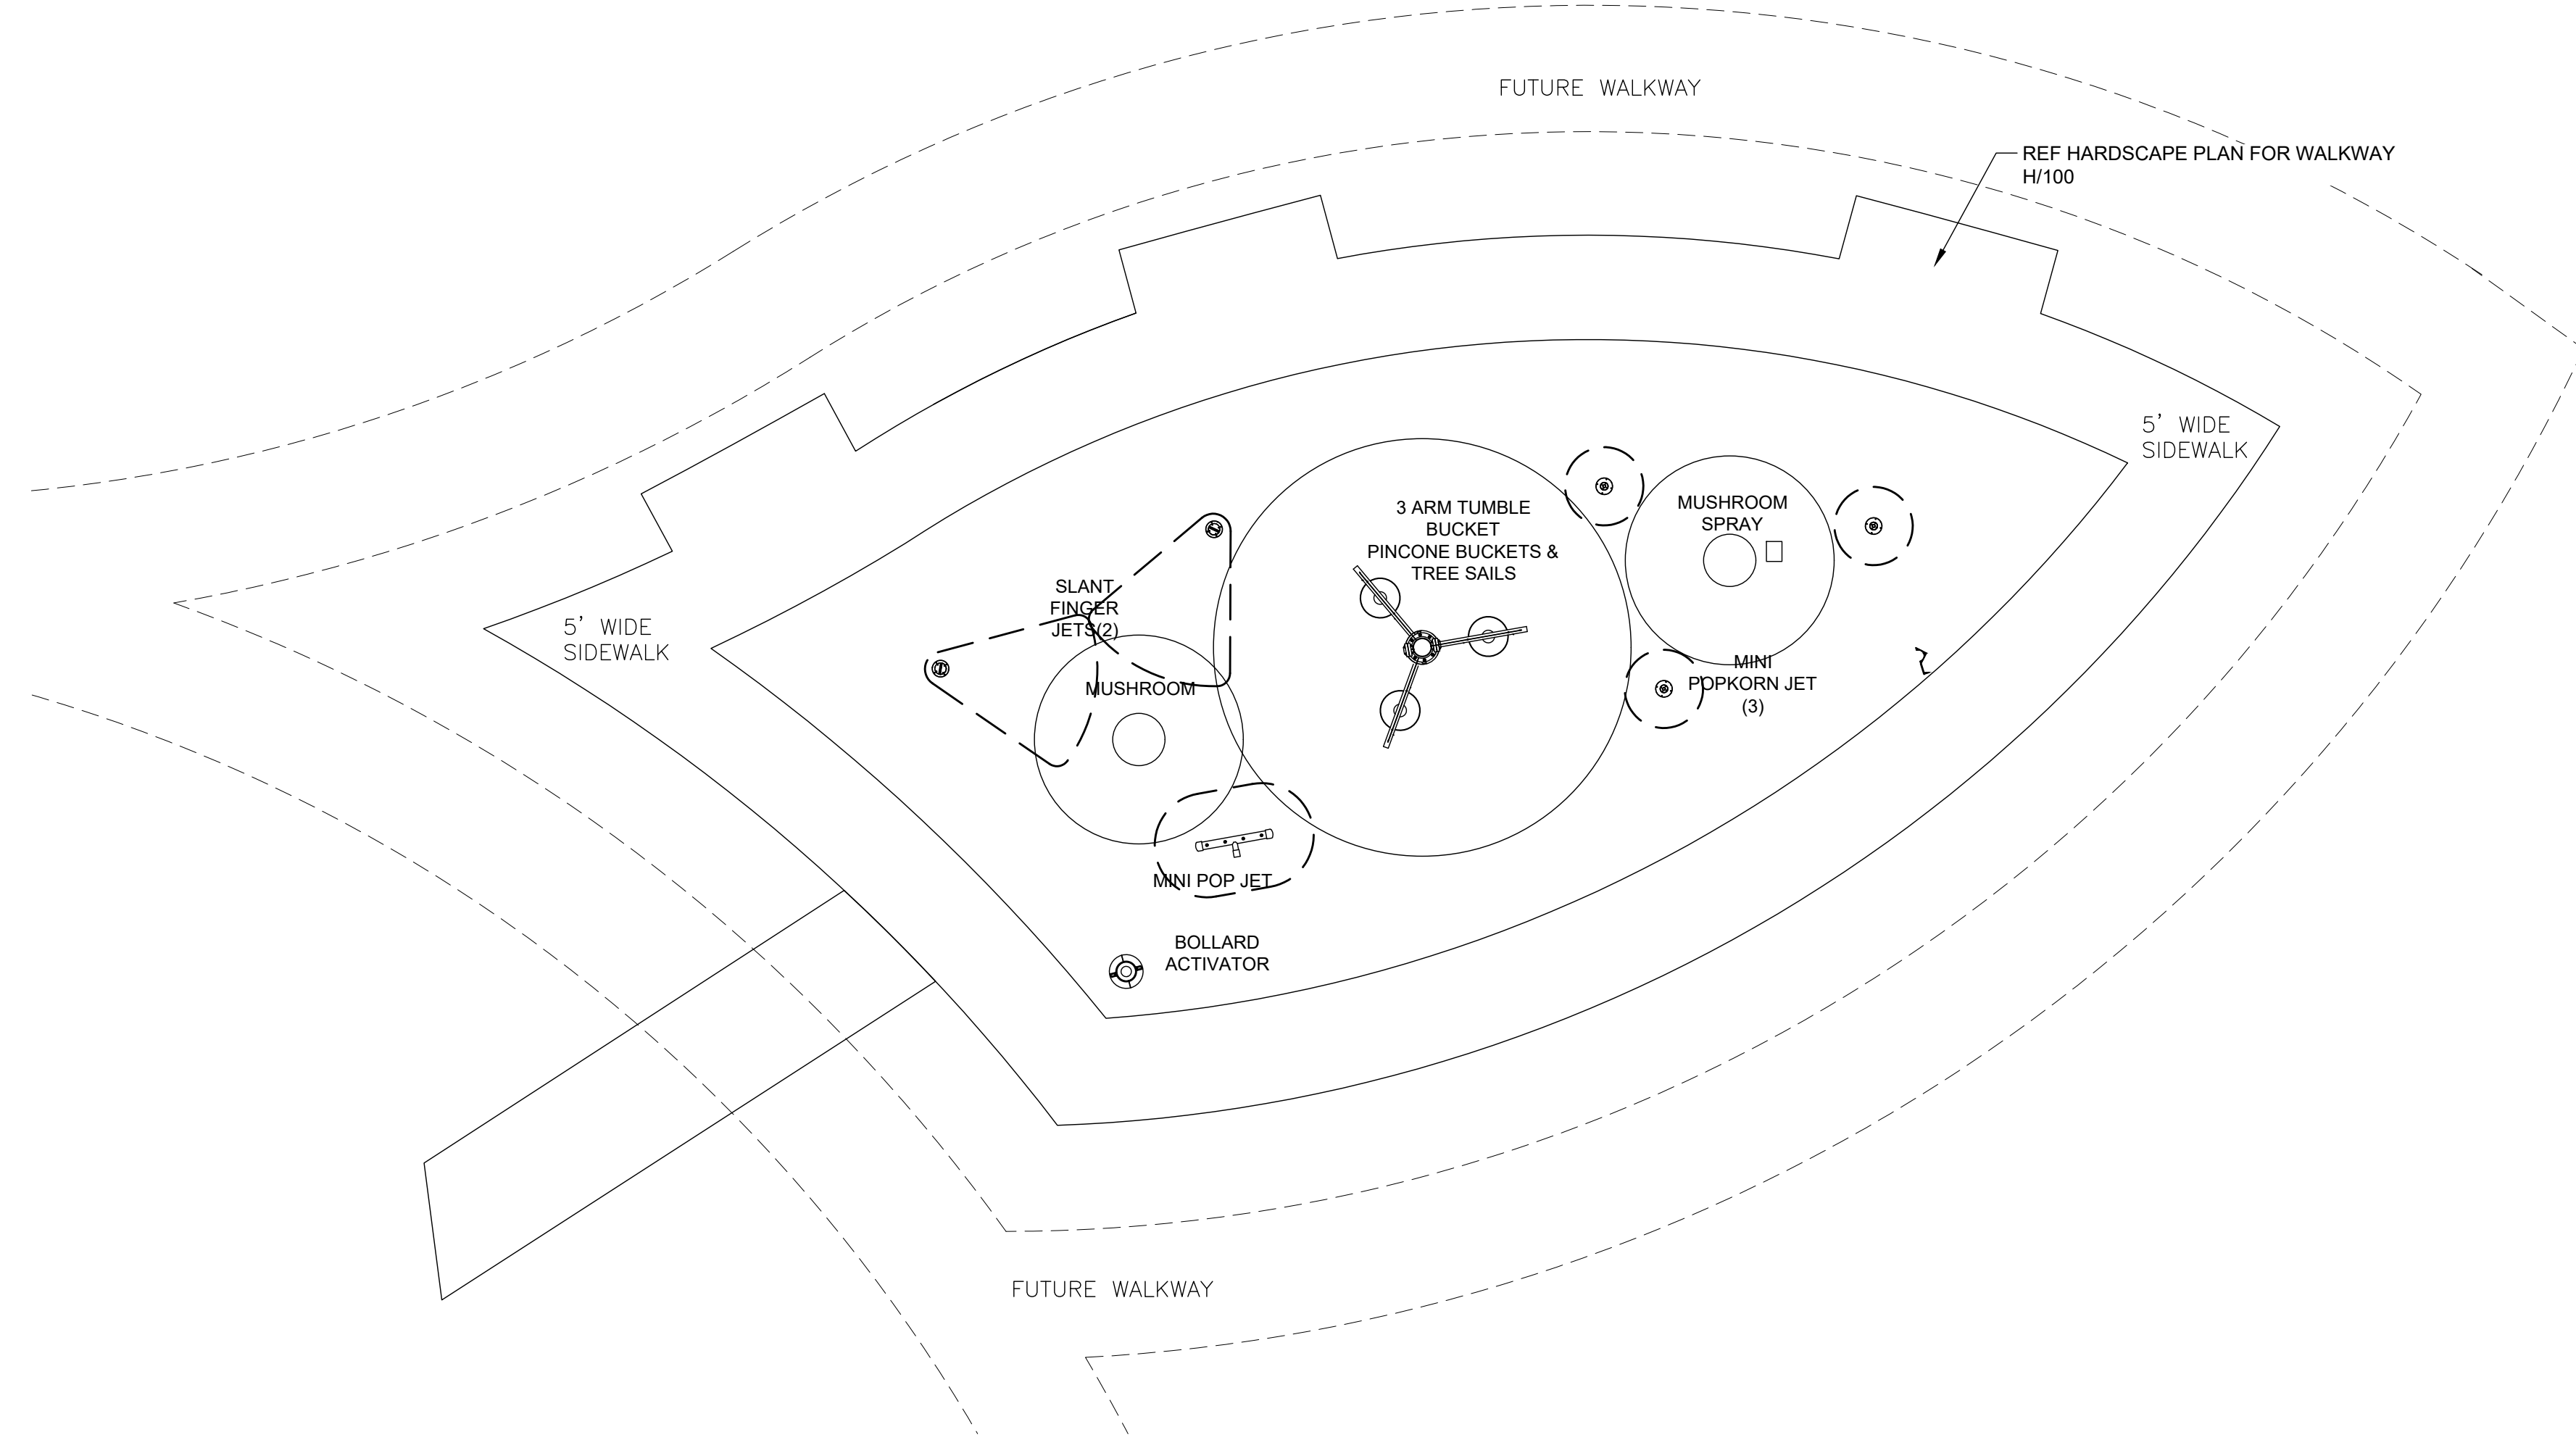 FUTURE WALKWAY
REF HARDSCAPE PLAN FOR WALKWAY
H/100
5' WIDE
SIDEWALK
3 ARM TUMBLE
BUCKET
PINCONE BUCKETS &
TREE SAILS
MUSHROOM
SPRAY
SLANT
FINGER
JETS(2)
5' WIDE
SIDEWALK
MUSHROOM
MINI
POPKORN JET
(3)
MINI POP JET
BOLLARD
ACTIVATOR
FUTURE WALKWAY